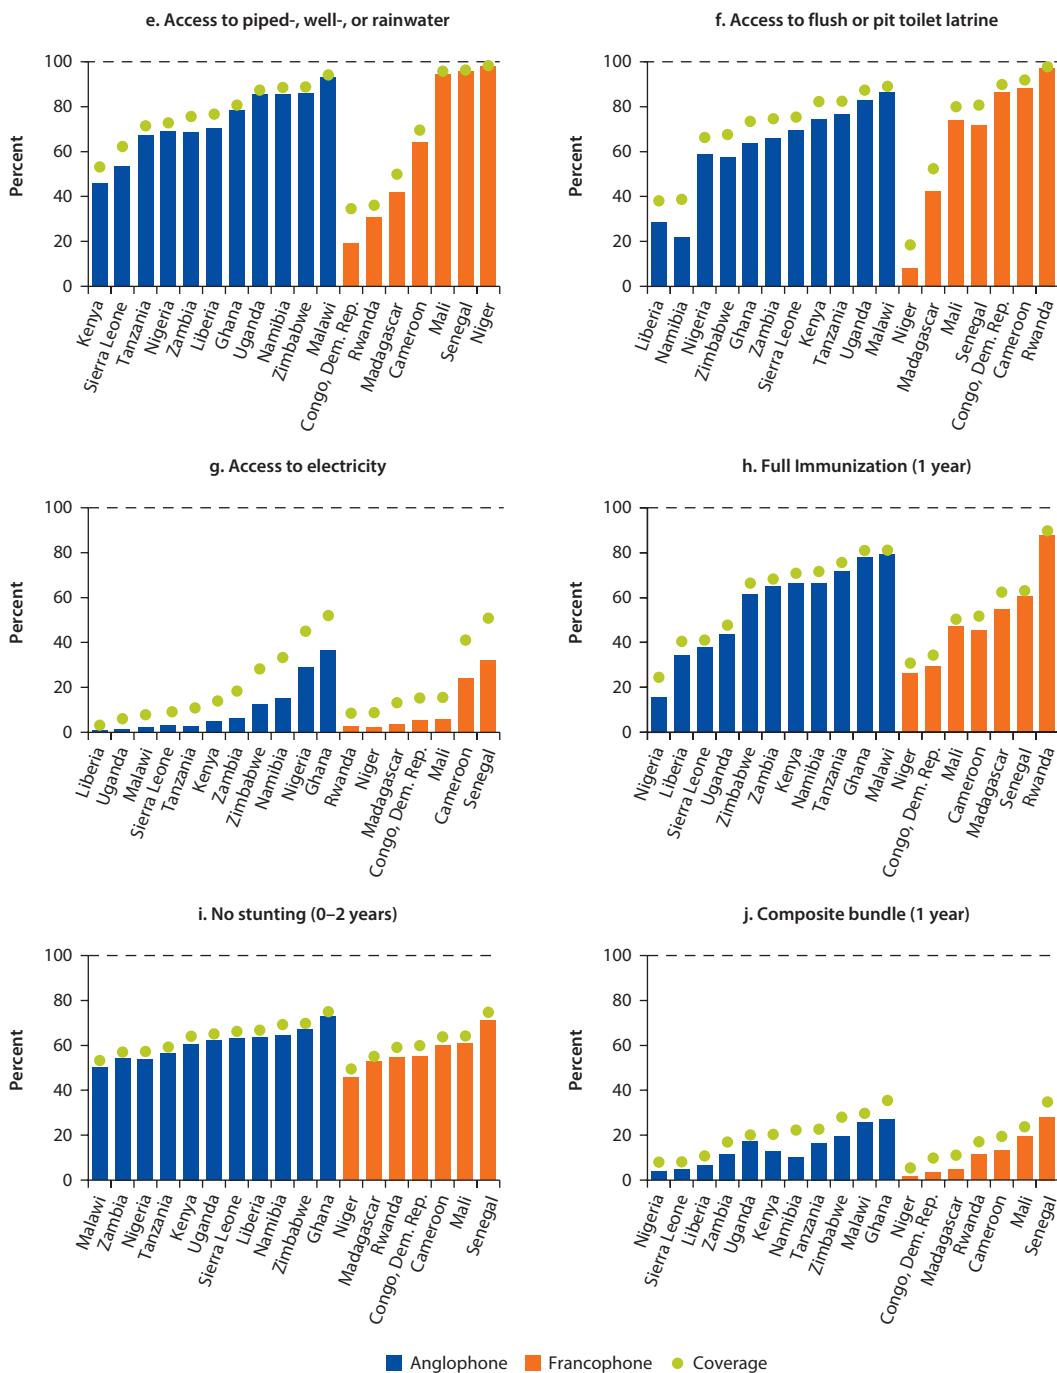 e. Access to piped-, well-, or rainwater
Percent
100
80
60
40
20
0
Kenya
Sierra Leone
Tanzania
Nigeria
Zambia
Liberia
Ghana
Uganda
Namibia
Zimbabwe
Malawi
Congo, Dem. Rep.
Rwanda
Madagascar
Cameroon
Mali
Senegal
Niger
f. Access to flush or pit toilet latrine
Percent
100
80
60
40
20
0
Liberia
Namibia
Nigeria
Zimbabwe
Ghana
Zambia
Sierra Leone
Kenya
Tanzania
Uganda
Malawi
Niger
Madagascar
Mali
Senegal
Congo, Dem. Rep.
Cameroon
Rwanda
g. Access to electricity
Percent
100
80
60
40
20
0
Liberia
Uganda
Malawi
Sierra Leone
Tanzania
Kenya
Zambia
Zimbabwe
Namibia
Nigeria
Ghana
Rwanda
Niger
Madagascar
Congo, Dem. Rep.
Mali
Cameroon
Senegal
h. Full Immunization (1 year)
Percent
100
80
60
40
20
0
Nigeria
Liberia
Sierra Leone
Uganda
Zimbabwe
Zambia
Kenya
Namibia
Tanzania
Ghana
Malawi
Niger
Congo, Dem. Rep.
Mali
Cameroon
Madagascar
Senegal
Rwanda
i. No stunting (0–2 years)
Percent
100
80
60
40
20
0
Malawi
Zambia
Nigeria
Tanzania
Kenya
Uganda
Sierra Leone
Liberia
Namibia
Zimbabwe
Ghana
Niger
Madagascar
Rwanda
Congo, Dem. Rep.
Cameroon
Mali
Senegal
j. Composite bundle (1 year)
Percent
100
80
60
40
20
0
Nigeria
Sierra Leone
Liberia
Zambia
Uganda
Kenya
Namibia
Tanzania
Zimbabwe
Malawi
Ghana
Niger
Congo, Dem. Rep.
Madagascar
Rwanda
Cameroon
Mali
Senegal
Anglophone Francophone Coverage